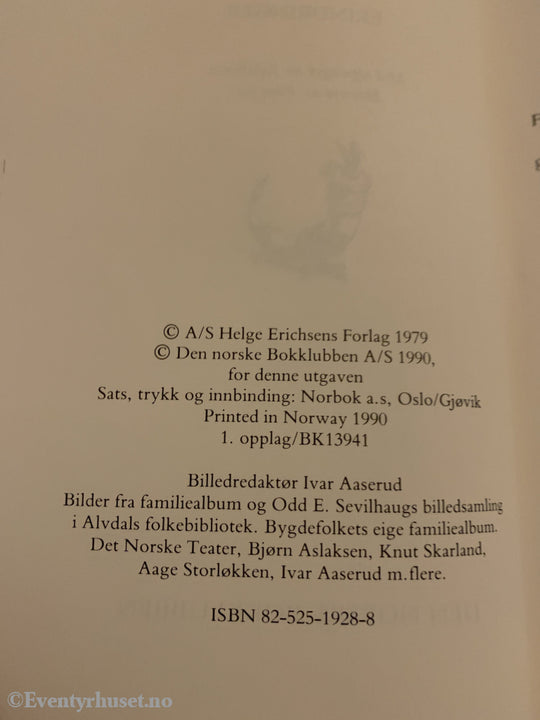 © A/S Helge Erichsens Forlag 1979
© Den norske Bokklubben A/S 1990,
for denne utgaven
Sats, trykk og innbinding: Norbok a.s, Oslo/Gjøvik
Printed in Norway 1990
1. opplag/BK13941
Billedredaktør Ivar Aaserud
Bilder fra familiealbum og Odd E. Sevilhaugs billedsamling
i Alvdals folkebibliotek. Bygdefolkets eige familiealbum.
Det Norske Teater, Bjørn Aslaksen, Knut Skarland,
Aage Storløkken, Ivar Aaserud m.flere.
ISBN 82-525-1928-8
©Eventyrhuset.no